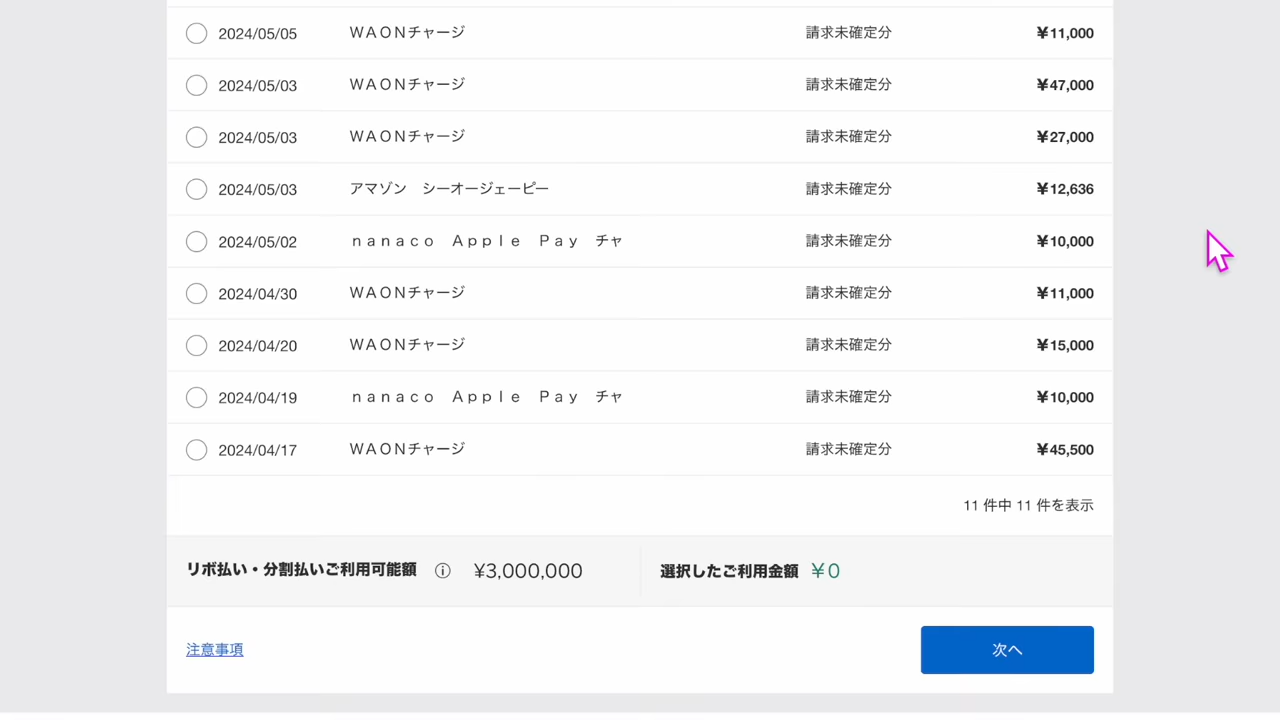 2024/05/05 ＷＡＯＮチャージ 請求未確定分 ¥11,000
2024/05/03 ＷＡＯＮチャージ 請求未確定分 ¥47,000
2024/05/03 ＷＡＯＮチャージ 請求未確定分 ¥27,000
2024/05/03 アマゾン　シーオージェーピー 請求未確定分 ¥12,636
2024/05/02 ｎａｎａｃｏ　Ａｐｐｌｅ　Ｐａｙ　チャ 請求未確定分 ¥10,000
2024/04/30 ＷＡＯＮチャージ 請求未確定分 ¥11,000
2024/04/20 ＷＡＯＮチャージ 請求未確定分 ¥15,000
2024/04/19 ｎａｎａｃｏ　Ａｐｐｌｅ　Ｐａｙ　チャ 請求未確定分 ¥10,000
2024/04/17 ＷＡＯＮチャージ 請求未確定分 ¥45,500
11 件中 11 件を表示
リボ払い・分割払いご利用可能額 ⓘ ¥3,000,000 選択したご利用金額 ¥0
注意事項 次へ